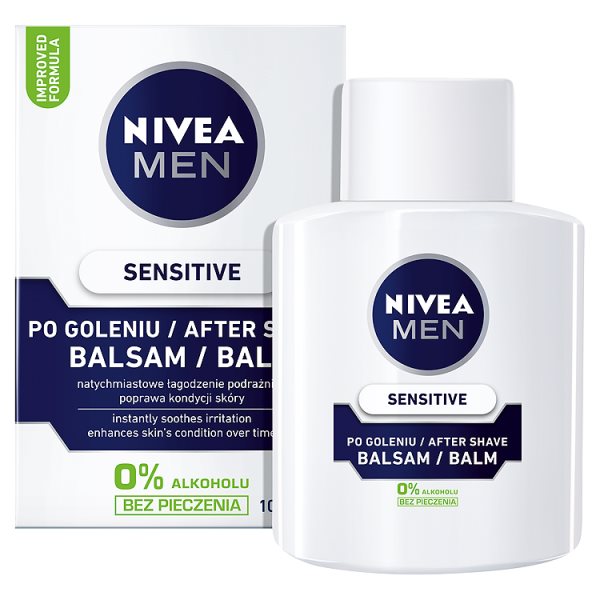 IMPROVED
FORMULA
NIVEA
MEN
SENSITIVE
PO GOLENIU / AFTER S
BALSAM / BAL
natychmiastowe łagodzenie podrażni
poprawa kondycji skóry
instantly soothes irritation
enhances skin's condition over time
0% ALKOHOLU
BEZ PIECZENIA
10
NIVEA
MEN
SENSITIVE
PO GOLENIU / AFTER SHAVE
BALSAM / BALM
0% ALKOHOLU
BEZ PIECZENIA